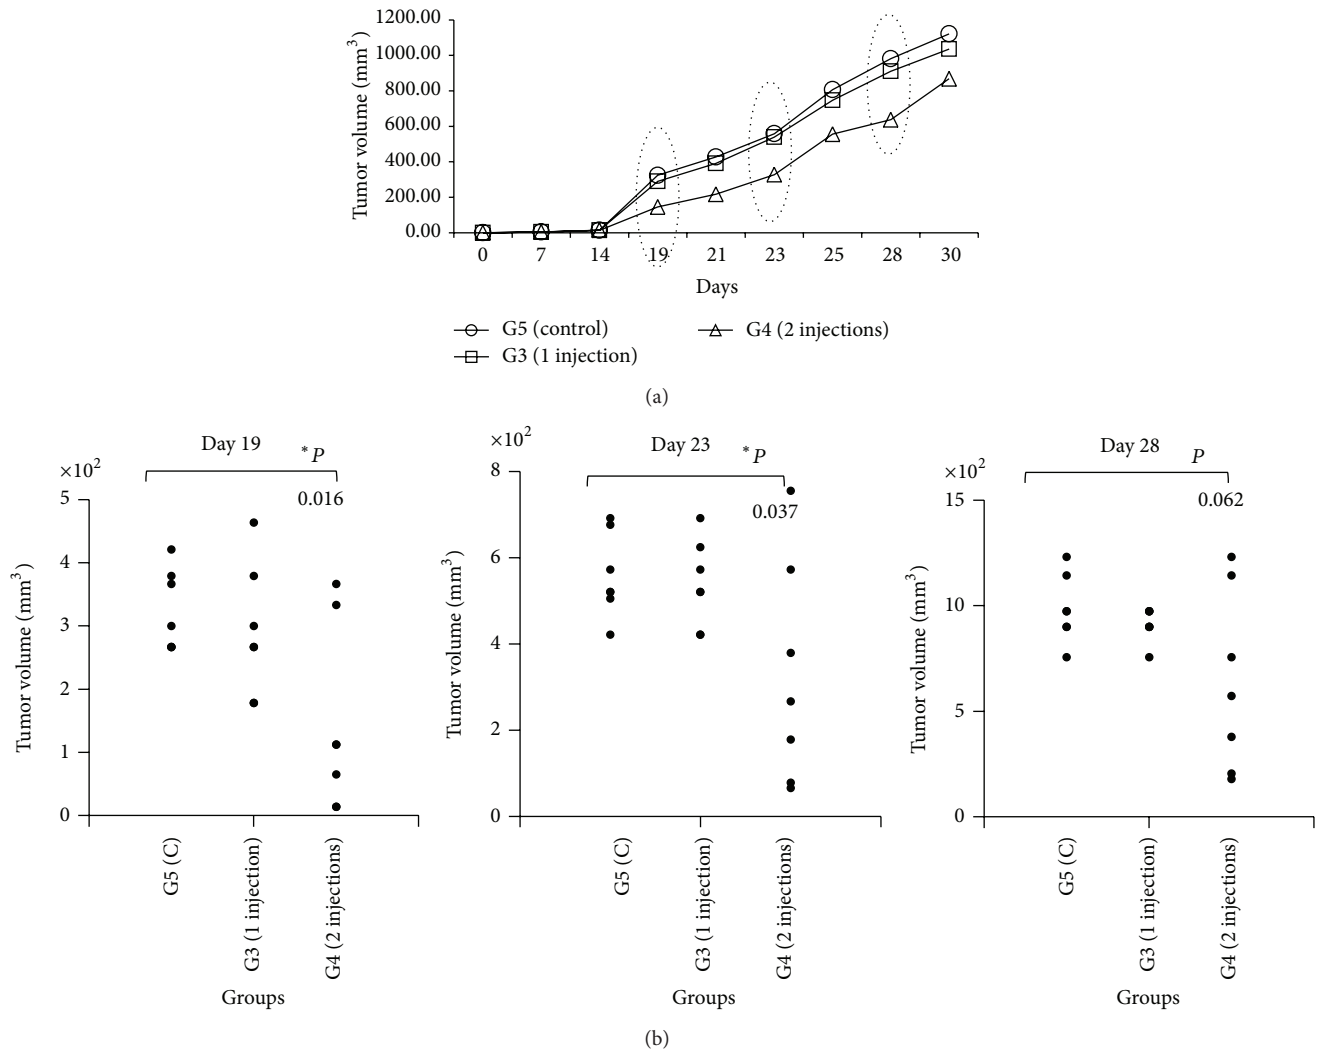 1200.00
1000.00
800.00
600.00
400.00
200.00
0.00
Tumor volume (mm³)
0 7 14 19 21 23 25 28 30
Days
G5 (control)
G3 (1 injection)
G4 (2 injections)
(a)
Day 19
*P
0.016
×10²
5
4
3
2
1
0
Tumor volume (mm³)
G5 (C)
G3 (1 injection)
G4 (2 injections)
Groups
Day 23
*P
0.037
×10²
8
6
4
2
0
Tumor volume (mm³)
G5 (C)
G3 (1 injection)
G4 (2 injections)
Groups
Day 28
P
0.062
×10²
15
10
5
0
Tumor volume (mm³)
G5 (C)
G3 (1 injection)
G4 (2 injections)
Groups
(b)